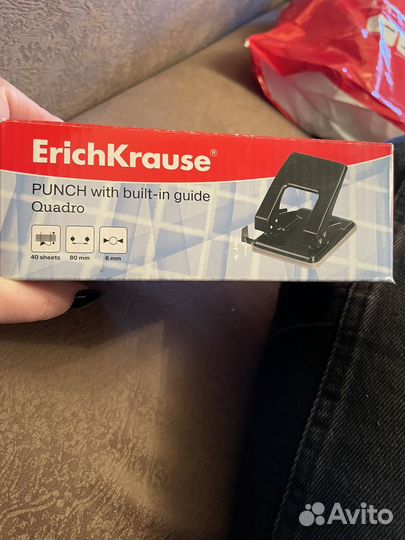 ErichKrause®
PUNCH with built-in guide
Quadro
40 sheets 80 mm 6 mm
Avito